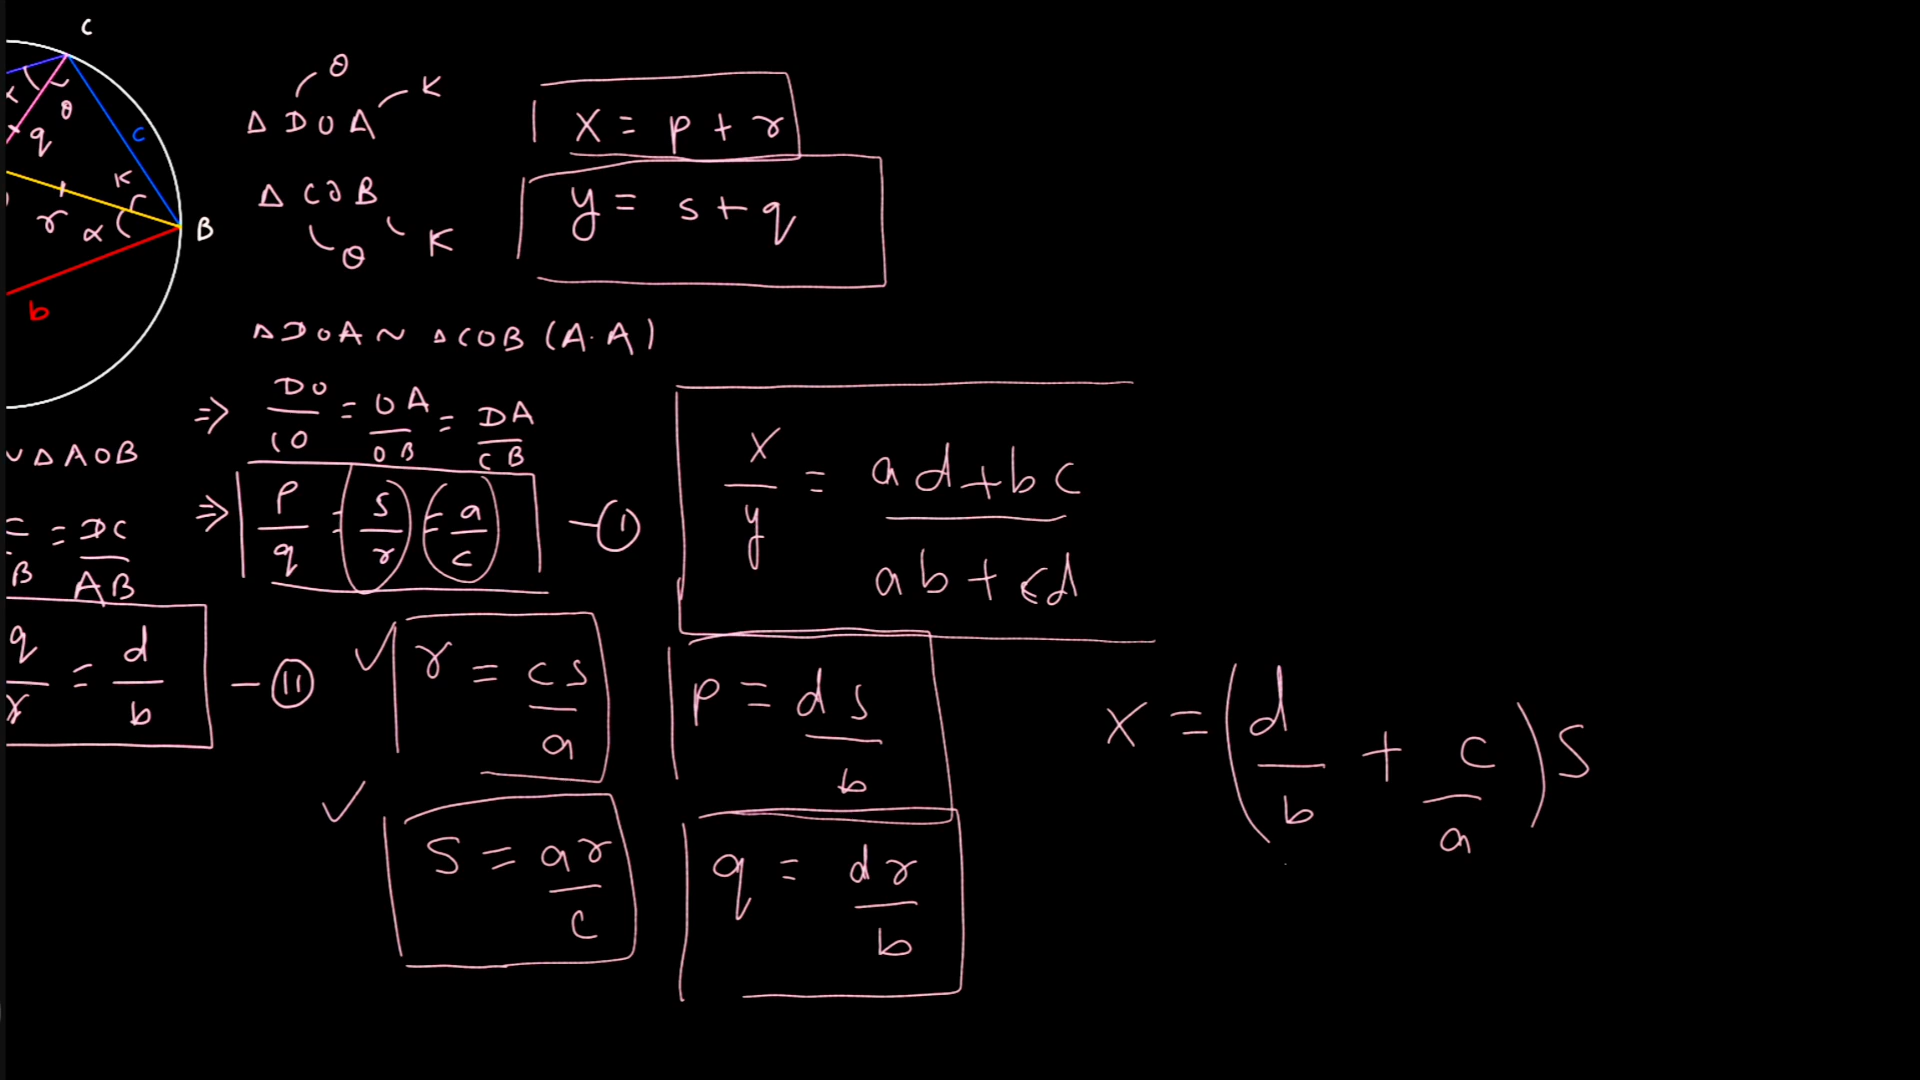 C
θ
K
θ
q
c
K
r
α
B
b
Δ D O A
θ
K
Δ C O B
θ
K
x = p + r
y = s + q
Δ D O A ~ Δ C O B (A.A)
⇒ DO/CO = OA/OB = DA/CB
⇒ p/q = s/r = a/c — (I)
~ Δ A O B
= DC/AB
B
q/r = d/b — (II)
x/y = (ad + bc)/(ab + cd)
✓ r = cs/a
p = ds/b
x = (d/b + c/a) s
✓ s = ar/c
q = dr/b